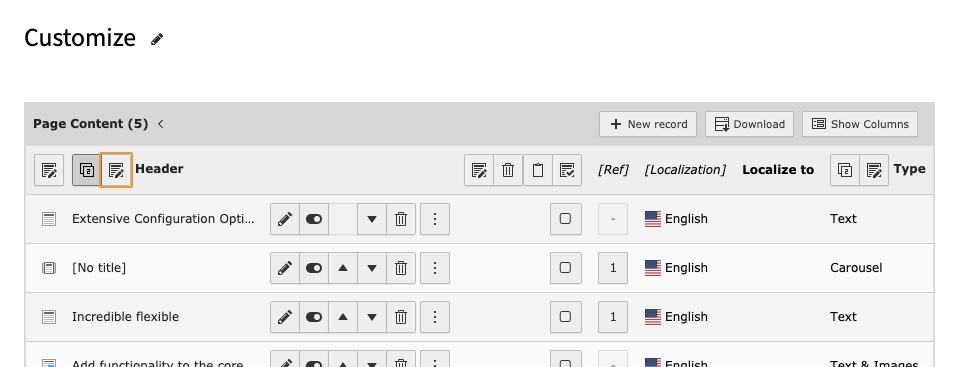 Customize
Page Content (5)
New record
Download
Show Columns
Header
[Ref]
[Localization]
Localize to
Type
Extensive Configuration Opti...
-
English
Text
[No title]
1
English
Carousel
Incredible flexible
1
English
Text
Add functionality to the core
-
English
Text & Images